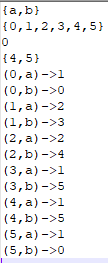 {a,b}
{0,1,2,3,4,5}
0
{4,5}
(0,a)->1
(0,b)->0
(1,a)->2
(1,b)->3
(2,a)->2
(2,b)->4
(3,a)->1
(3,b)->5
(4,a)->1
(4,b)->5
(5,a)->1
(5,b)->0